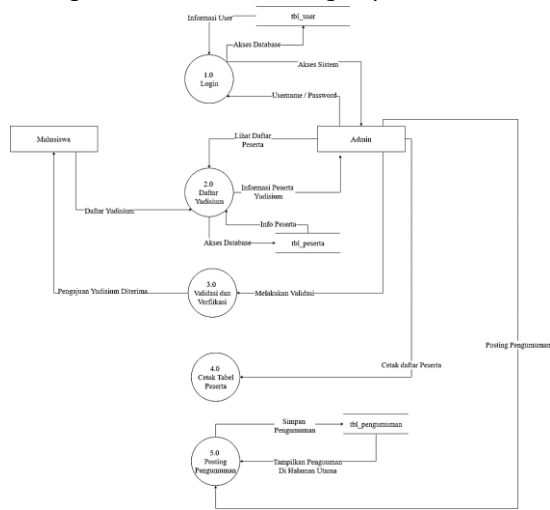 Informasi User
tbl_user
Akses Database
1.0
Login
Akses Sistem
Username / Password
Mahasiswa
Admin
Lihat Daftar
Peserta
2.0
Daftar
Yudisium
Informasi Peserta
Yudisium
Daftar Yudisium
Info Peserta
Akses Database
tbl_peserta
3.0
Validasi dan
Verfiikasi
Pengajuan Yudisium Diterima
Melakukan Validasi
Posting Pengumuman
4.0
Cetak Tabel
Peserta
Cetak daftar Peserta
Simpan
Pengumuman
tbl_pengumuman
5.0
Posting
Pengumuman
Di Halaman Utama